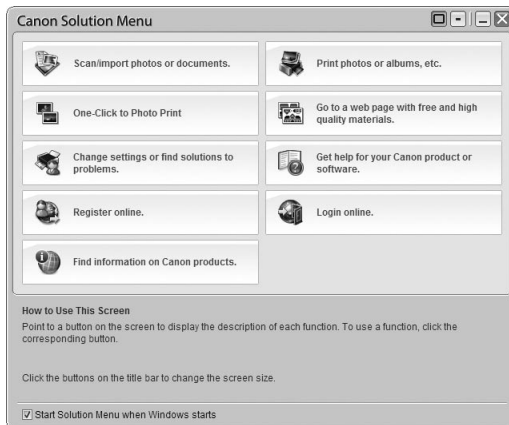 Canon Solution Menu
Scan/import photos or documents.
Print photos or albums, etc.
One-Click to Photo Print
Go to a web page with free and high
quality materials.
Change settings or find solutions to
problems.
Get help for your Canon product or
software.
Register online.
Login online.
Find information on Canon products.
How to Use This Screen
Point to a button on the screen to display the description of each function. To use a function, click the
corresponding button.
Click the buttons on the title bar to change the screen size.
Start Solution Menu when Windows starts